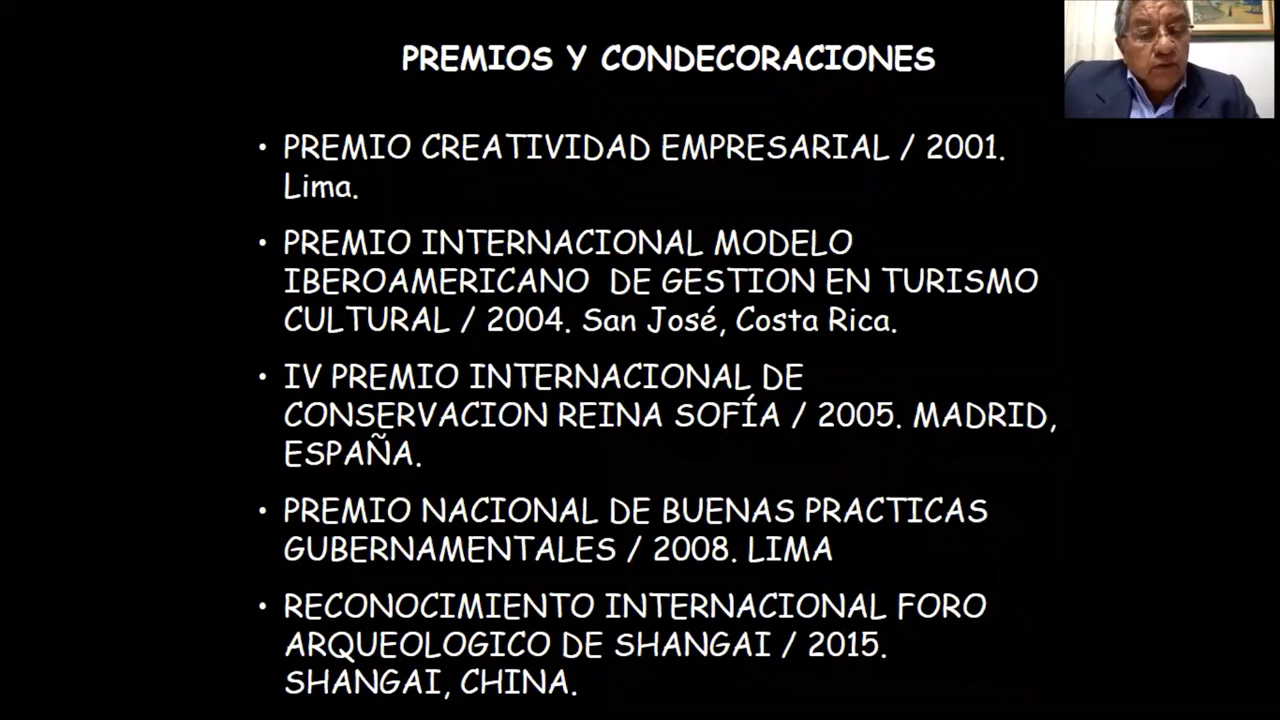 PREMIOS Y CONDECORACIONES
• PREMIO CREATIVIDAD EMPRESARIAL / 2001.
Lima.
• PREMIO INTERNACIONAL MODELO
IBEROAMERICANO DE GESTION EN TURISMO
CULTURAL / 2004. San José, Costa Rica.
• IV PREMIO INTERNACIONAL DE
CONSERVACION REINA SOFÍA / 2005. MADRID,
ESPAÑA.
• PREMIO NACIONAL DE BUENAS PRACTICAS
GUBERNAMENTALES / 2008. LIMA
• RECONOCIMIENTO INTERNACIONAL FORO
ARQUEOLOGICO DE SHANGAI / 2015.
SHANGAI, CHINA.